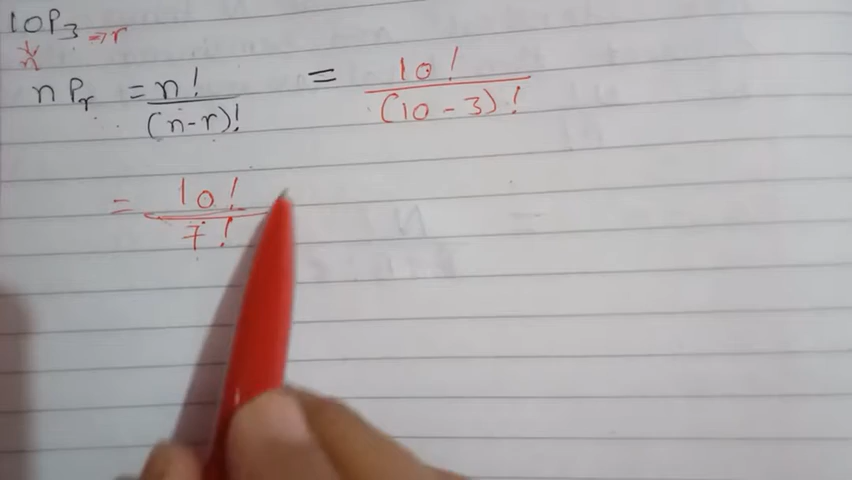 10P3 ⇒ r
n
nPr = n! / (n-r)! = 10! / (10-3)!
= 10! / 7!